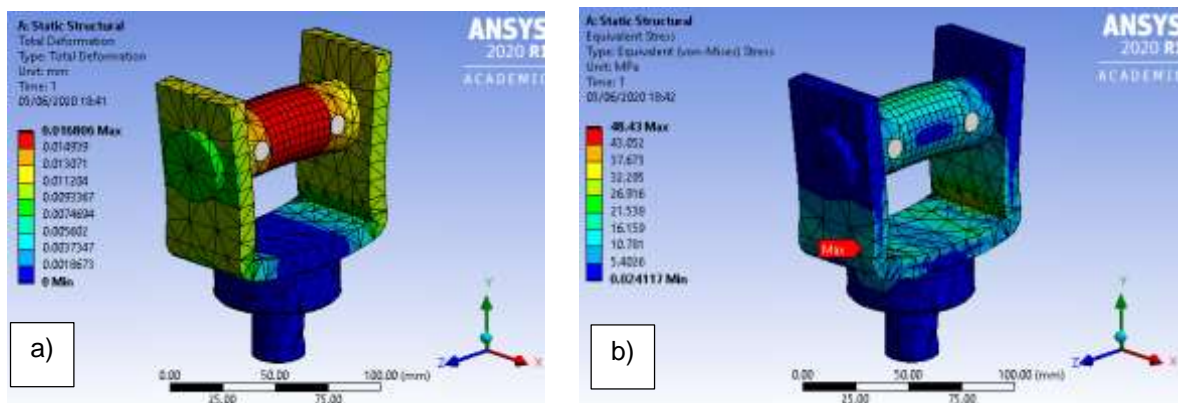 A: Static Structural
Total Deformation
Type: Total Deformation
Unit: mm
Time: 1
03/06/2020 18:41
0.016806 Max
0.014939
0.013071
0.011204
0.0093367
0.0074694
0.005602
0.0037347
0.0018673
0 Min
ANSYS
2020 R1
ACADEMIC
a)
Y
Z
X
0.00
50.00
100.00 (mm)
25.00
75.00
A: Static Structural
Equivalent Stress
Type: Equivalent (von-Mises) Stress
Unit: MPa
Time: 1
03/06/2020 18:42
48.43 Max
43.052
37.673
32.295
26.916
21.538
16.159
10.781
5.4026
0.024117 Min
ANSYS
2020 R1
ACADEMIC
Max
b)
Y
Z
X
0.00
50.00
100.00 (mm)
25.00
75.00